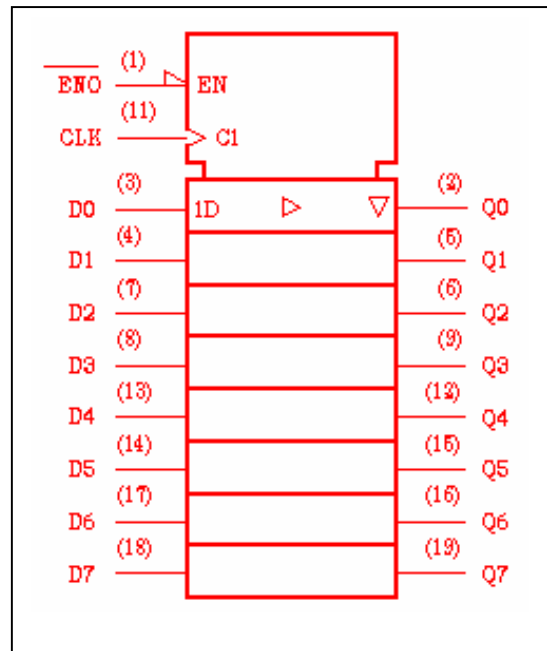 (1)
ENO EN
(11)
CLK C1
(3) (2)
D0 1D Q0
(4) (5)
D1 Q1
(7) (6)
D2 Q2
(8) (9)
D3 Q3
(13) (12)
D4 Q4
(14) (15)
D5 Q5
(17) (16)
D6 Q6
(18) (19)
D7 Q7